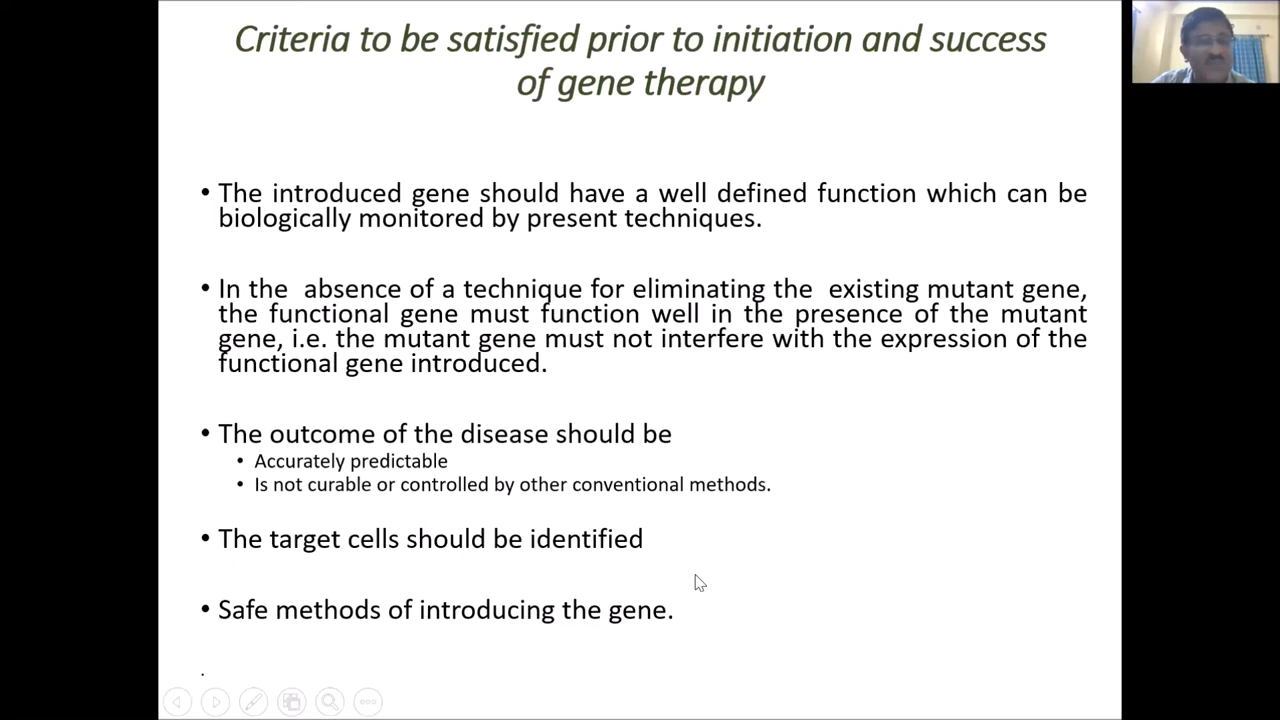 Criteria to be satisfied prior to initiation and success
of gene therapy
• The introduced gene should have a well defined function which can be
biologically monitored by present techniques.
• In the absence of a technique for eliminating the existing mutant gene,
the functional gene must function well in the presence of the mutant
gene, i.e. the mutant gene must not interfere with the expression of the
functional gene introduced.
• The outcome of the disease should be
• Accurately predictable
• Is not curable or controlled by other conventional methods.
• The target cells should be identified
• Safe methods of introducing the gene.
.